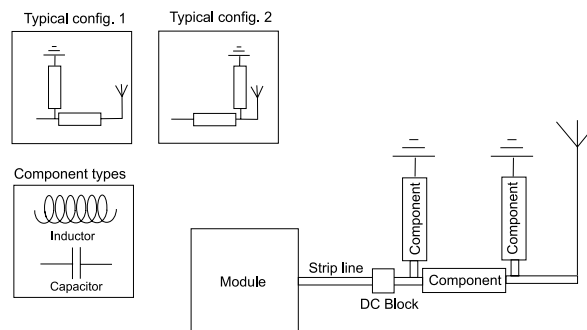 Typical config. 1
Typical config. 2
Component types
Inductor
Capacitor
Module
Strip line
DC Block
Component
Component
Component